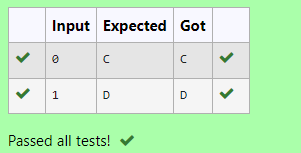 Input Expected Got
0 C C
1 D D
Passed all tests!